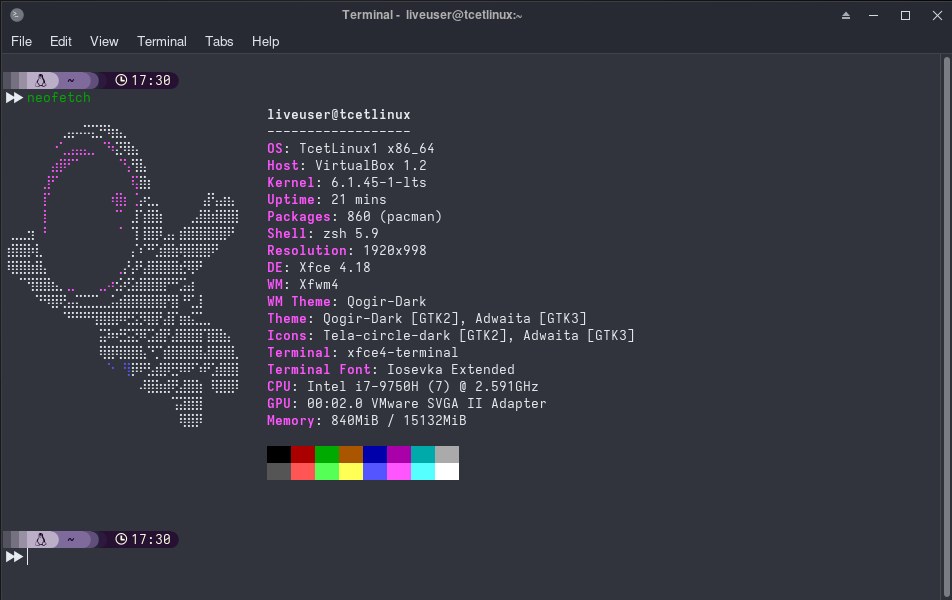 Terminal - liveuser@tcetlinux:~
File Edit View Terminal Tabs Help
~ 17:30
neofetch
liveuser@tcetlinux
------------------
OS: TcetLinux1 x86_64
Host: VirtualBox 1.2
Kernel: 6.1.45-1-lts
Uptime: 21 mins
Packages: 860 (pacman)
Shell: zsh 5.9
Resolution: 1920x998
DE: Xfce 4.18
WM: Xfwm4
WM Theme: Qogir-Dark
Theme: Qogir-Dark [GTK2], Adwaita [GTK3]
Icons: Tela-circle-dark [GTK2], Adwaita [GTK3]
Terminal: xfce4-terminal
Terminal Font: Iosevka Extended
CPU: Intel i7-9750H (7) @ 2.591GHz
GPU: 00:02.0 VMware SVGA II Adapter
Memory: 840MiB / 15132MiB
~ 17:30